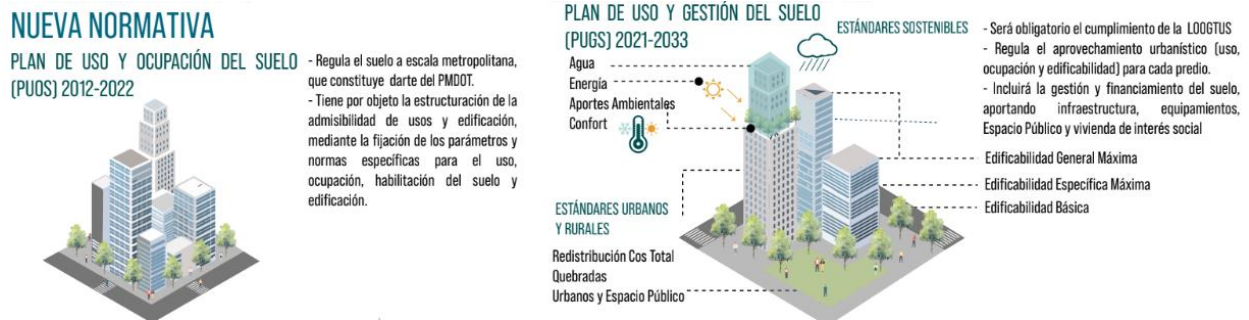 NUEVA NORMATIVA
PLAN DE USO Y OCUPACIÓN DEL SUELO
(PUOS) 2012-2022
- Regula el suelo a escala metropolitana,
que constituye darte del PMDOT.
- Tiene por objeto la estructuración de la
admisibilidad de usos y edificación,
mediante la fijación de los parámetros y
normas específicas para el uso,
ocupación, habilitación del suelo y
edificación.
PLAN DE USO Y GESTIÓN DEL SUELO
(PUGS) 2021-2033
Agua
Energía
Aportes Ambientales
Confort
ESTÁNDARES URBANOS
Y RURALES
Redistribución Cos Total
Quebradas
Urbanos y Espacio Público
ESTÁNDARES SOSTENIBLES
- Será obligatorio el cumplimiento de la LOOGTUS
- Regula el aprovechamiento urbanístico (uso,
ocupación y edificabilidad) para cada predio.
- Incluirá la gestión y financiamiento del suelo,
aportando infraestructura, equipamientos,
Espacio Público y vivienda de interés social
Edificabilidad General Máxima
Edificabilidad Específica Máxima
Edificabilidad Básica